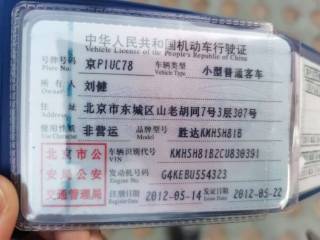 中华人民共和国机动车行驶证
Vehicle License of the People's Republic of China
号牌号码 京P1UC78 车辆类型 Vehicle Type 小型普通客车
所有人 刘健
住址 北京市东城区山老胡同7号3层307号
使用性质 非营运 品牌型号 Model 胜达KMHSH81B
北京市公安局公安交通管理局
车辆识别代号 VIN KMHSH81B2CU830391
发动机号码 Engine No. G4KEBU554323
注册日期 2012-05-14 发证日期 2012-05-22